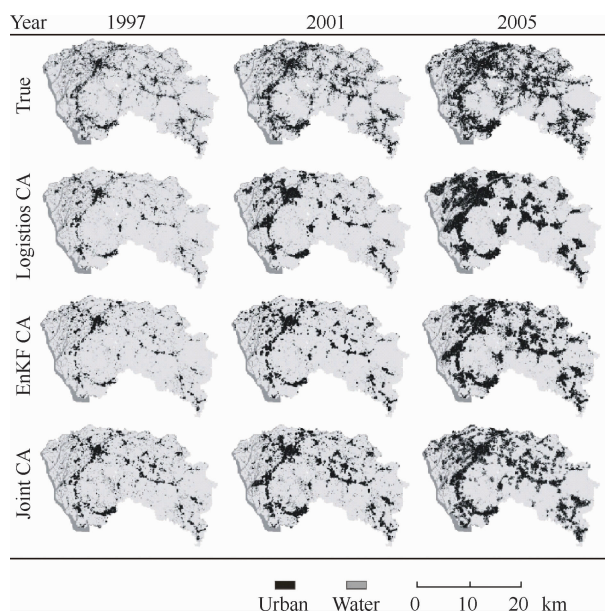 Year 1997 2001 2005
True
Logistios CA
EnKF CA
Joint CA
Urban Water 0 10 20 km